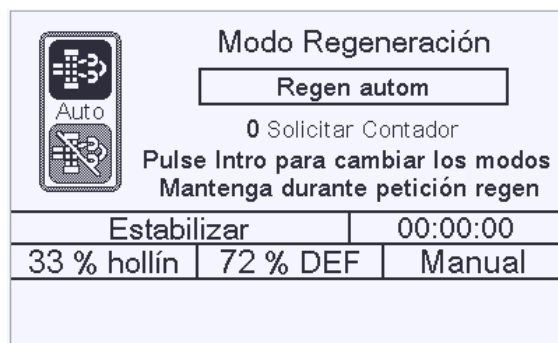 Modo Regeneración
Regen autom
Auto
0 Solicitar Contador
Pulse Intro para cambiar los modos
Mantenga durante petición regen
Estabilizar 00:00:00
33 % hollín 72 % DEF Manual